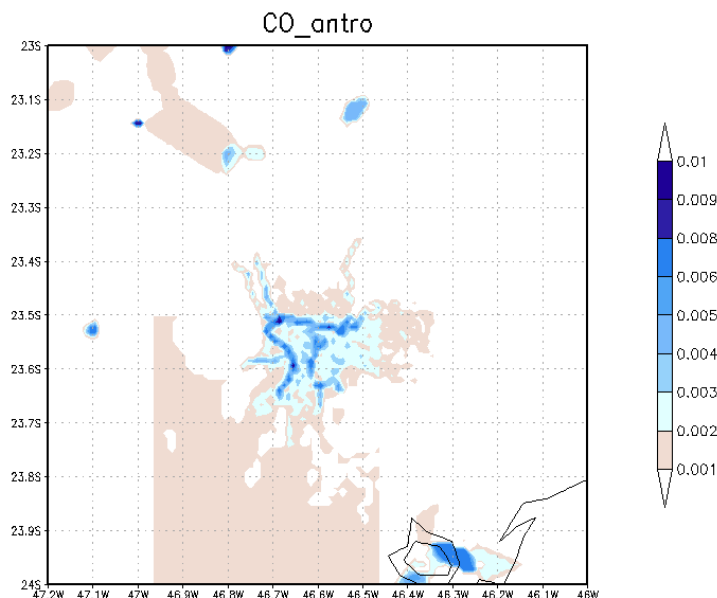 CO_antro
23S
23.1S
23.2S
23.3S
23.4S
23.5S
23.6S
23.7S
23.8S
23.9S
24S
47.2W 47.1W 47W 46.9W 46.8W 46.7W 46.6W 46.5W 46.4W 46.3W 46.2W 46.1W 46W
0.01
0.009
0.008
0.006
0.005
0.004
0.003
0.002
0.001